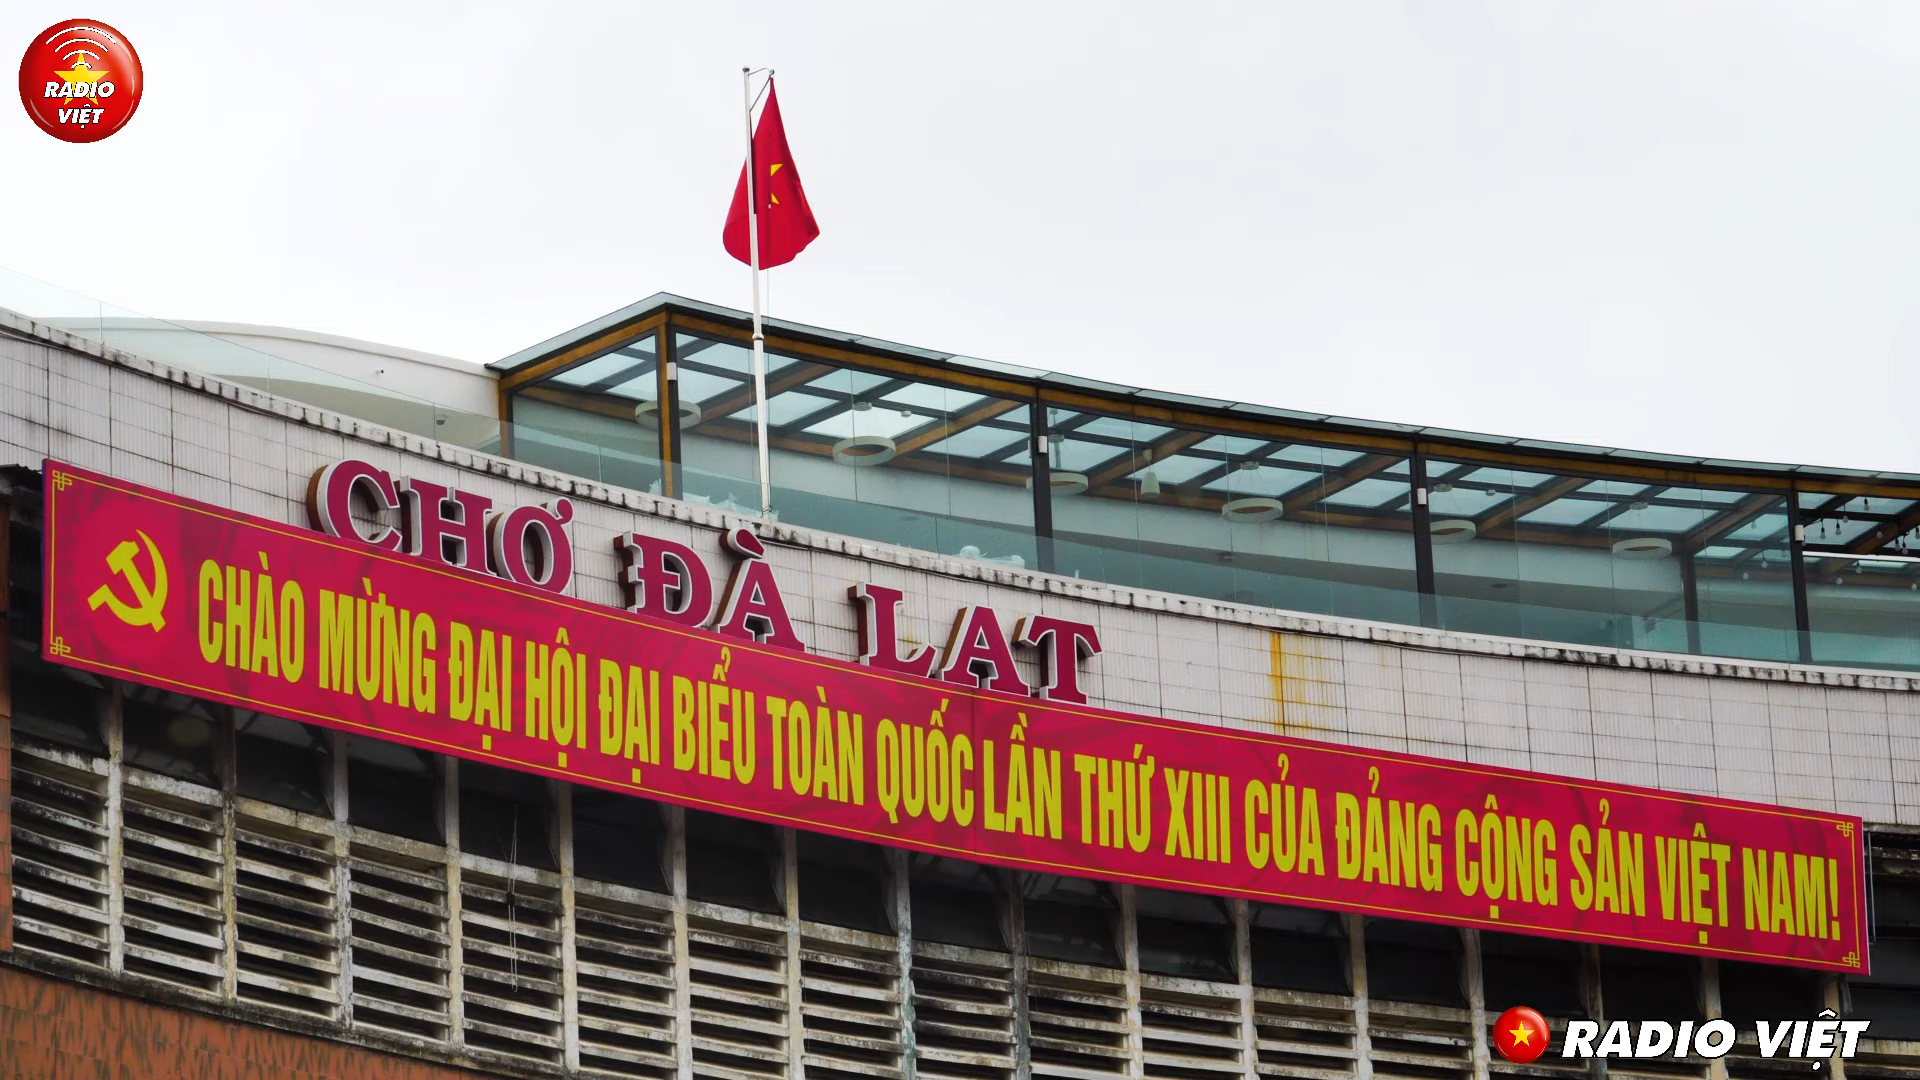 RADIO
VIỆT
CHỢ ĐÀ LẠT
CHÀO MỪNG ĐẠI HỘI ĐẠI BIỂU TOÀN QUỐC LẦN THỨ XIII CỦA ĐẢNG CỘNG SẢN VIỆT NAM!
RADIO VIỆT